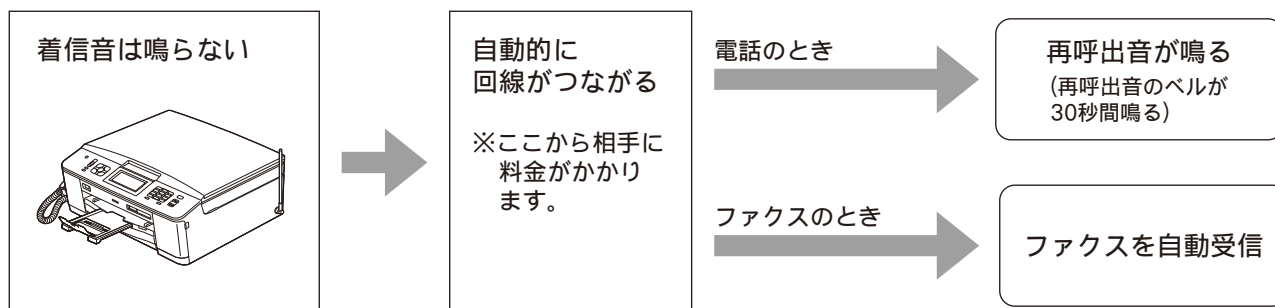 着信音は鳴らない
自動的に
回線がつながる
※ここから相手に
料金がかかり
ます。
電話のとき
再呼出音が鳴る
(再呼出音のベルが
30秒間鳴る)
ファクスのとき
ファクスを自動受信